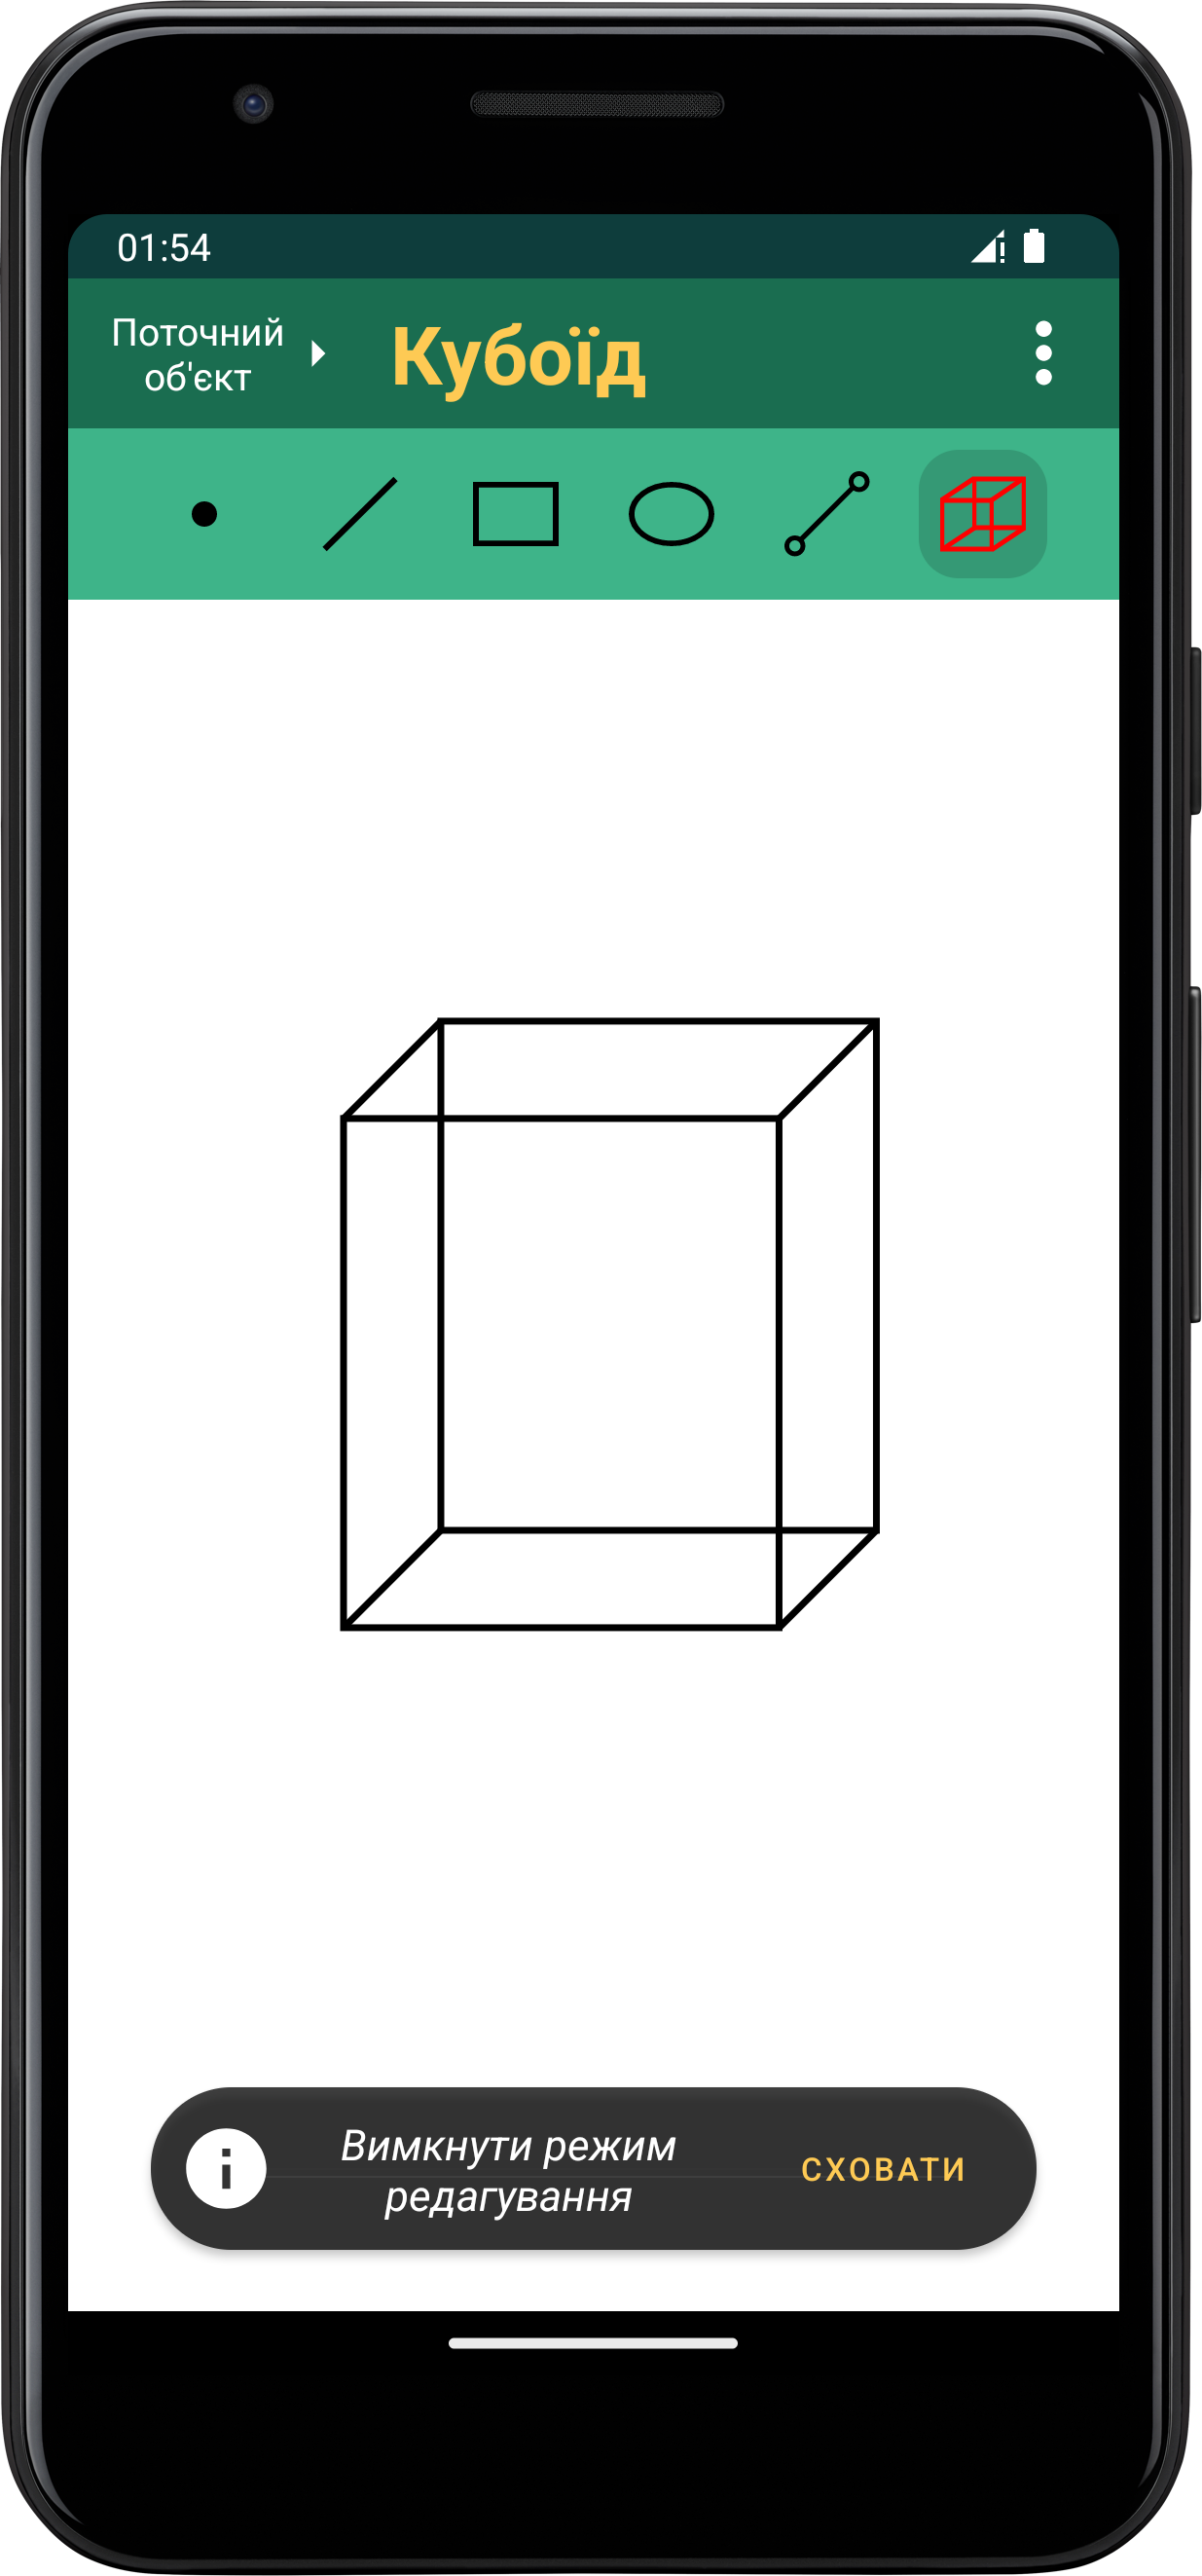 01:54
Поточний
об'єкт
Кубоїд
Вимкнути режим
редагування
СХОВАТИ